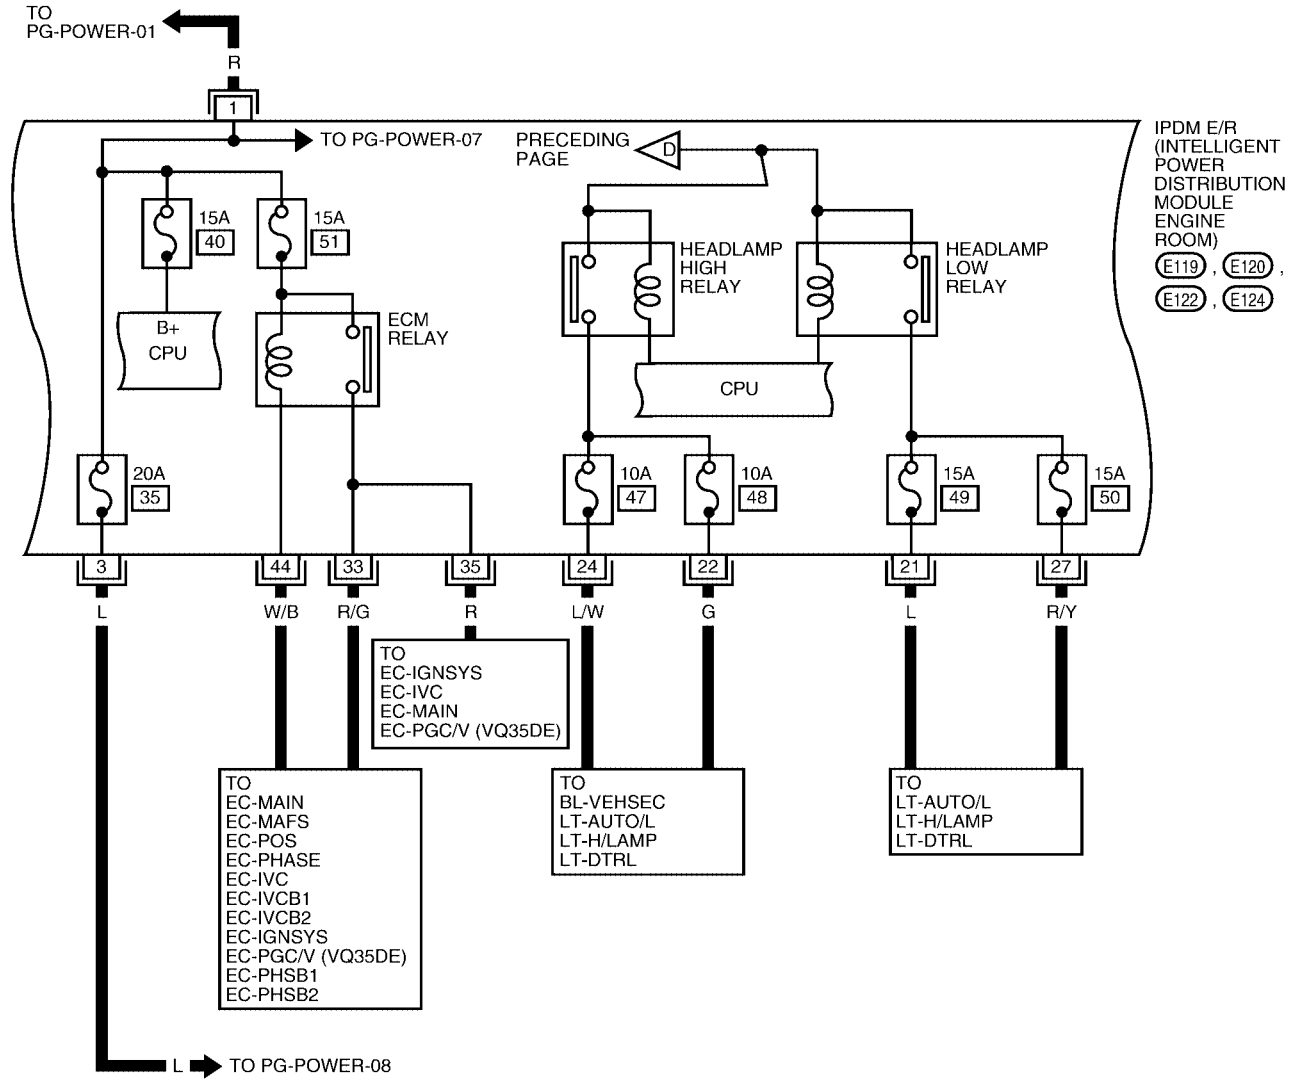 TO
PG-POWER-01
R
1
TO PG-POWER-07
PRECEDING
PAGE
D
IPDM E/R
(INTELLIGENT
POWER
DISTRIBUTION
MODULE
ENGINE
ROOM)
E119 , E120 ,
E122 , E124
15A
40
15A
51
HEADLAMP
HIGH
RELAY
HEADLAMP
LOW
RELAY
B+
CPU
ECM
RELAY
CPU
20A
35
10A
47
10A
48
15A
49
15A
50
3
44
33
35
24
22
21
27
L
W/B
R/G
R
L/W
G
L
R/Y
TO
EC-IGNSYS
EC-IVC
EC-MAIN
EC-PGC/V (VQ35DE)
TO
EC-MAIN
EC-MAFS
EC-POS
EC-PHASE
EC-IVC
EC-IVCB1
EC-IVCB2
EC-IGNSYS
EC-PGC/V (VQ35DE)
EC-PHSB1
EC-PHSB2
TO
BL-VEHSEC
LT-AUTO/L
LT-H/LAMP
LT-DTRL
TO
LT-AUTO/L
LT-H/LAMP
LT-DTRL
L
TO PG-POWER-08